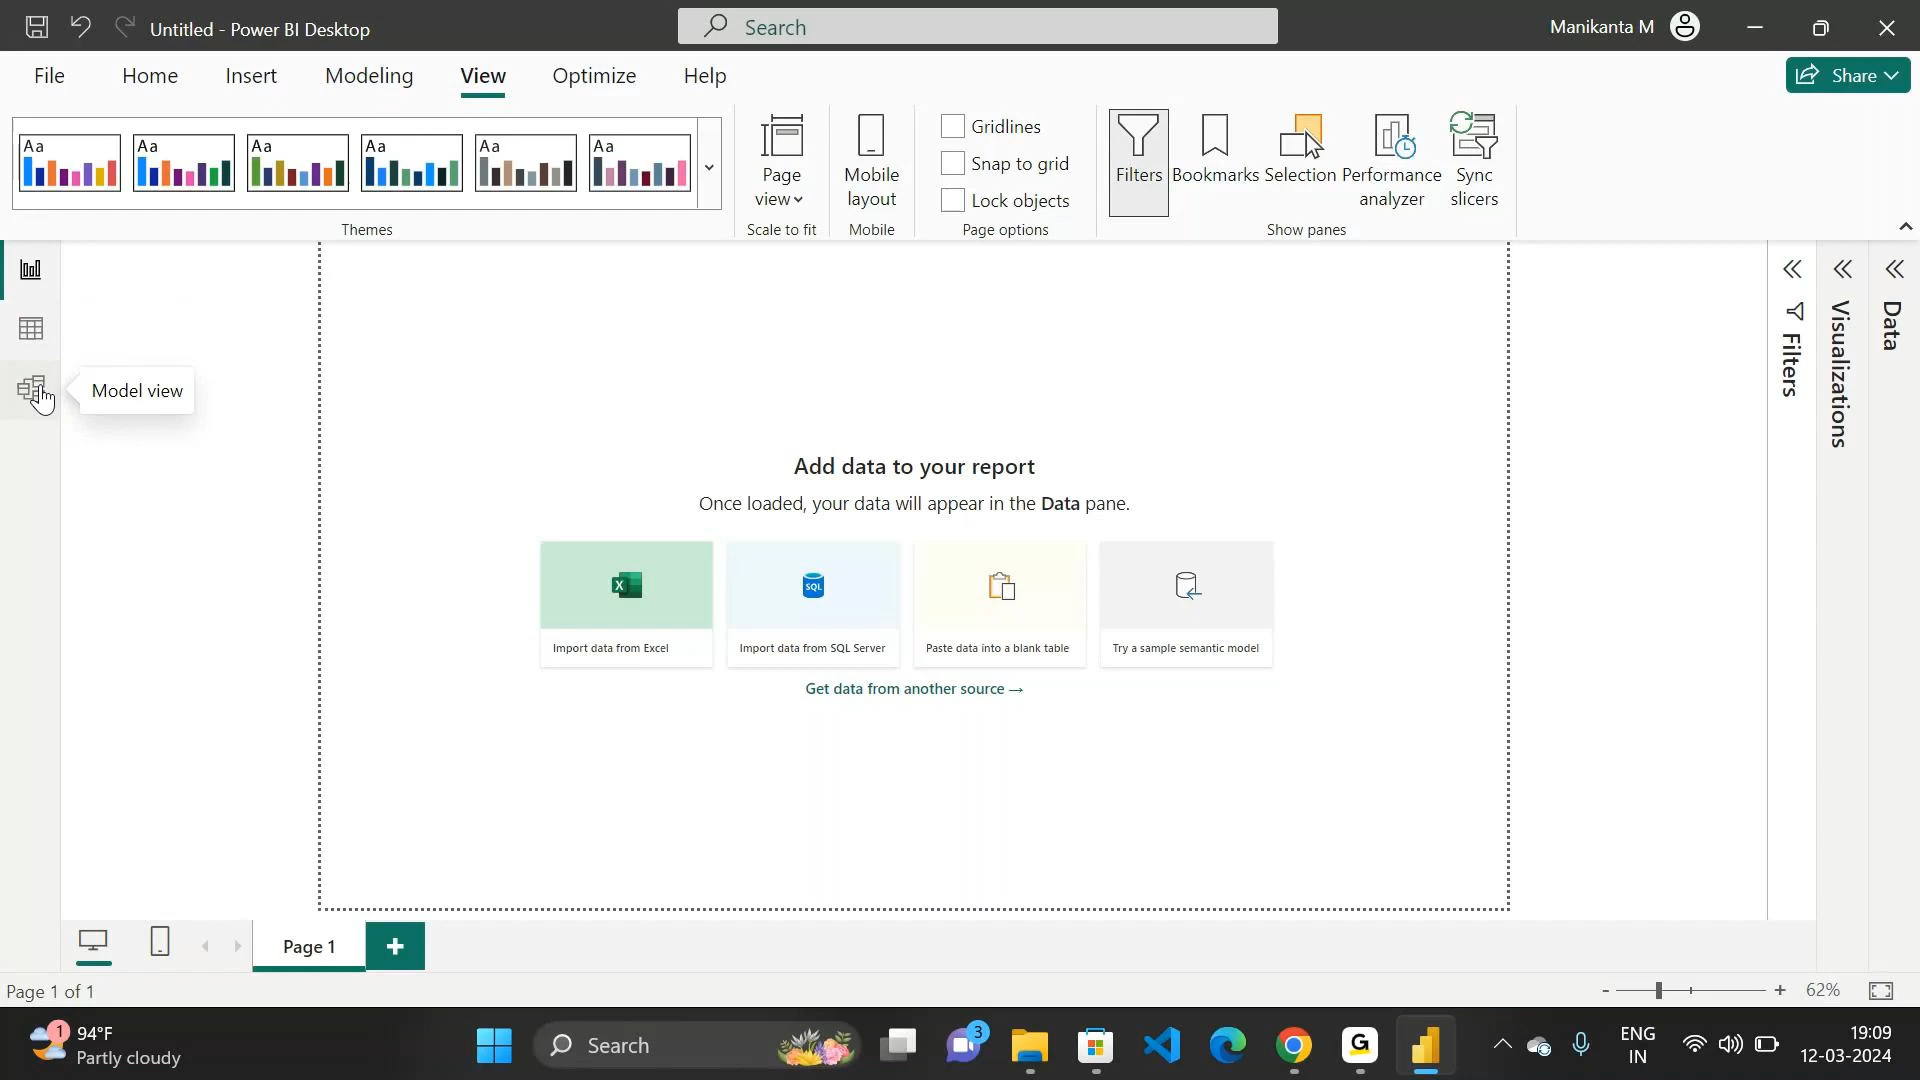 Untitled - Power BI Desktop
Search
Manikanta M
File
Home
Insert
Modeling
View
Optimize
Help
Share
Aa
Aa
Aa
Aa
Aa
Aa
Themes
Page
view
Scale to fit
Mobile
layout
Mobile
Gridlines
Snap to grid
Lock objects
Page options
Filters
Bookmarks
Selection
Performance
analyzer
Sync
slicers
Show panes
Model view
Filters
Visualizations
Data
Add data to your report
Once loaded, your data will appear in the Data pane.
X
SQL
Import data from Excel
Import data from SQL Server
Paste data into a blank table
Try a sample semantic model
Get data from another source →
Page 1
+
Page 1 of 1
- + 62%
1
94°F
Partly cloudy
Search
3
G
ENG
IN
19:09
12-03-2024